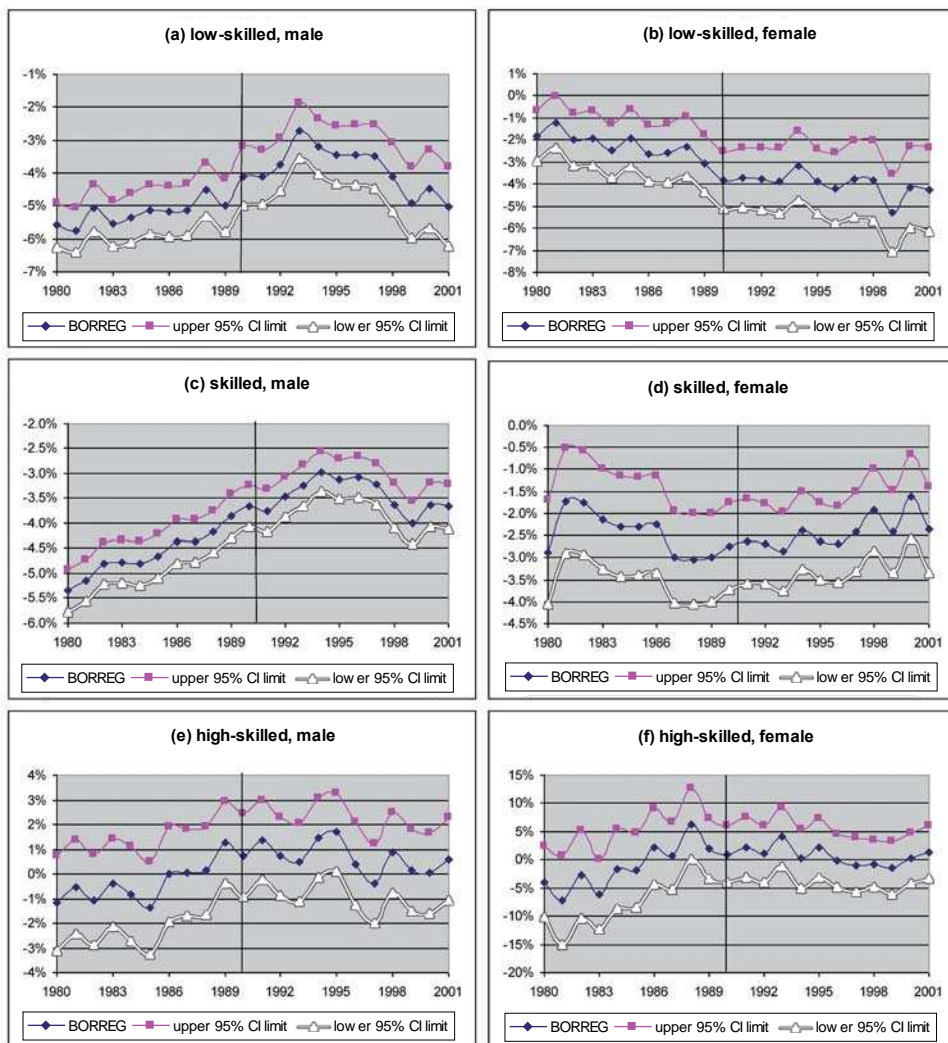 (a) low-skilled, male
-1%
-2%
-3%
-4%
-5%
-6%
-7%
1980 1983 1986 1989 1992 1995 1998 2001
BORREG upper 95% CI limit low er 95% CI limit
(b) low-skilled, female
1%
0%
-1%
-2%
-3%
-4%
-5%
-6%
-7%
-8%
1980 1983 1986 1989 1992 1995 1998 2001
BORREG upper 95% CI limit low er 95% CI limit
(c) skilled, male
-2.0%
-2.5%
-3.0%
-3.5%
-4.0%
-4.5%
-5.0%
-5.5%
-6.0%
1980 1983 1986 1989 1992 1995 1998 2001
BORREG upper 95% CI limit low er 95% CI limit
(d) skilled, female
0.0%
-0.5%
-1.0%
-1.5%
-2.0%
-2.5%
-3.0%
-3.5%
-4.0%
-4.5%
1980 1983 1986 1989 1992 1995 1998 2001
BORREG upper 95% CI limit low er 95% CI limit
(e) high-skilled, male
4%
3%
2%
1%
0%
-1%
-2%
-3%
-4%
1980 1983 1986 1989 1992 1995 1998 2001
BORREG upper 95% CI limit low er 95% CI limit
(f) high-skilled, female
15%
10%
5%
0%
-5%
-10%
-15%
-20%
1980 1983 1986 1989 1992 1995 1998 2001
BORREG upper 95% CI limit low er 95% CI limit